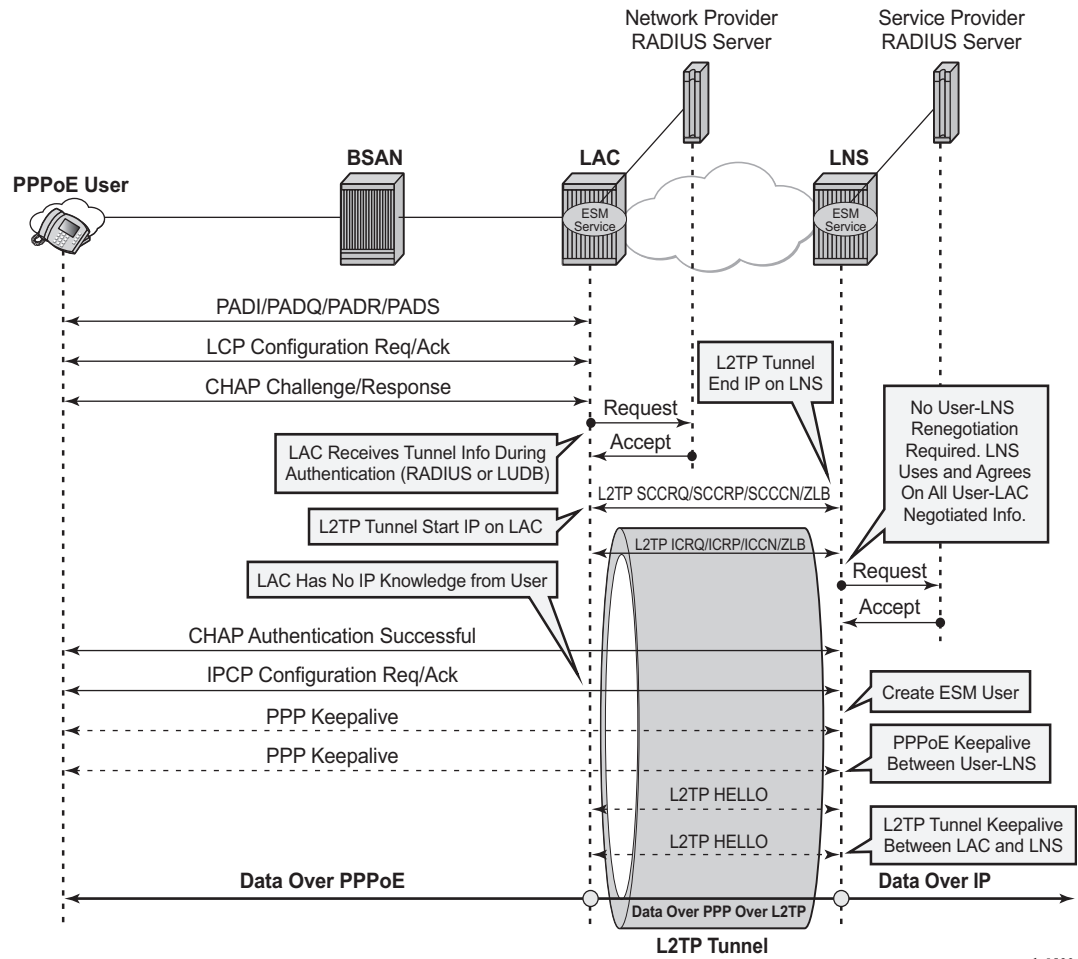 Network Provider
RADIUS Server
Service Provider
RADIUS Server
BSAN
LAC
LNS
PPPoE User
ESM
Service
ESM
Service
PADI/PADQ/PADR/PADS
LCP Configuration Req/Ack
L2TP Tunnel
End IP on LNS
CHAP Challenge/Response
Request
Accept
No User-LNS
Renegotiation
Required. LNS
Uses and Agrees
On All User-LAC
Negotiated Info.
LAC Receives Tunnel Info During
Authentication (RADIUS or LUDB)
L2TP SCCRQ/SCCRP/SCCCN/ZLB
L2TP Tunnel Start IP on LAC
L2TP ICRQ/ICRP/ICCN/ZLB
LAC Has No IP Knowledge from User
Request
Accept
CHAP Authentication Successful
IPCP Configuration Req/Ack
Create ESM User
PPP Keepalive
PPP Keepalive
PPPoE Keepalive
Between User-LNS
L2TP HELLO
L2TP HELLO
L2TP Tunnel Keepalive
Between LAC and LNS
Data Over PPPoE
Data Over IP
Data Over PPP Over L2TP
L2TP Tunnel